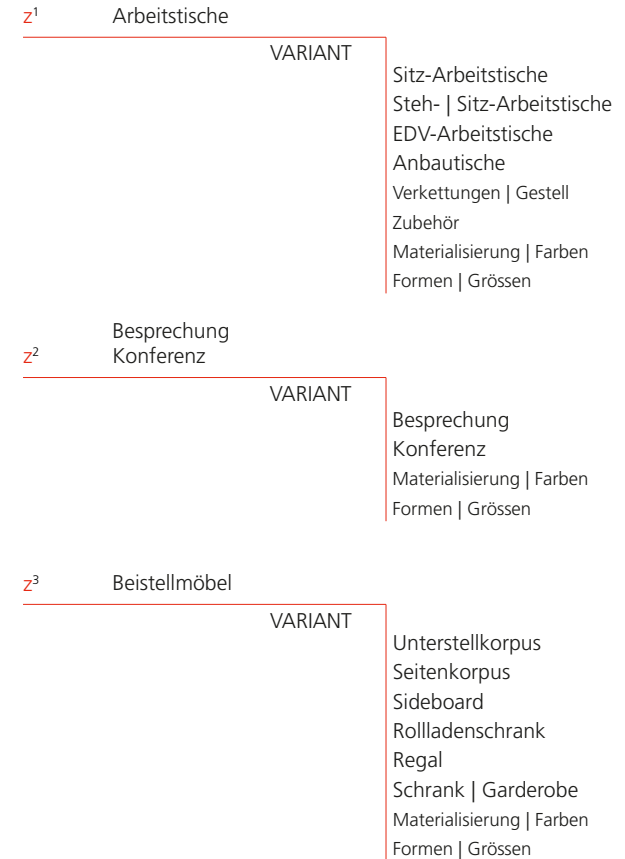 z¹ Arbeitstische
VARIANT
Sitz-Arbeitstische
Steh- | Sitz-Arbeitstische
EDV-Arbeitstische
Anbautische
Verkettungen | Gestell
Zubehör
Materialisierung | Farben
Formen | Grössen
Besprechung
z² Konferenz
VARIANT
Besprechung
Konferenz
Materialisierung | Farben
Formen | Grössen
z³ Beistellmöbel
VARIANT
Unterstellkorpus
Seitenkorpus
Sideboard
Rollladenschrank
Regal
Schrank | Garderobe
Materialisierung | Farben
Formen | Grössen